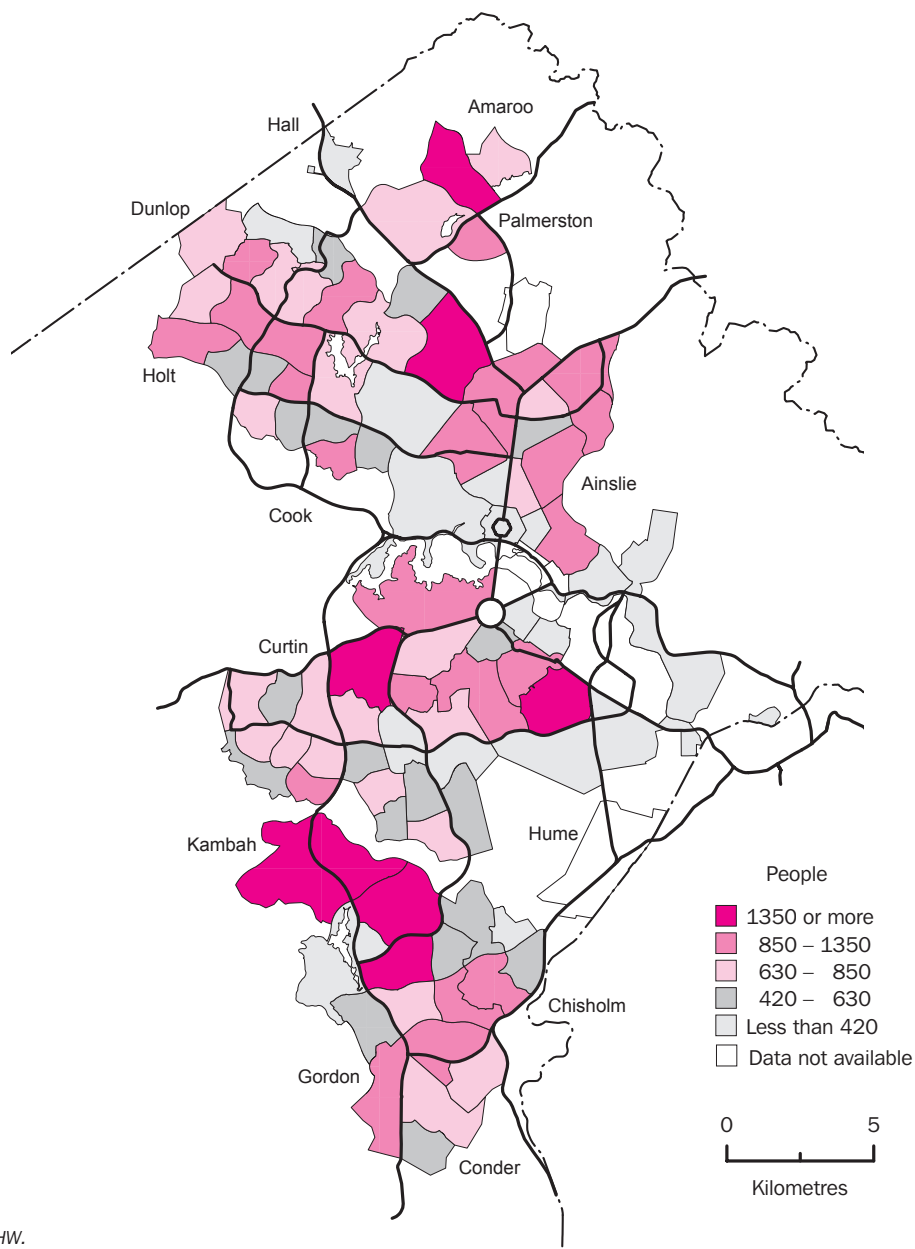 Amaroo
Hall
Dunlop
Palmerston
Holt
Ainslie
Cook
Curtin
Kambah
Hume
People
1350 or more
850 – 1350
630 – 850
420 – 630
Less than 420
Data not available
Chisholm
Gordon
0 5
Kilometres
Conder
HW.